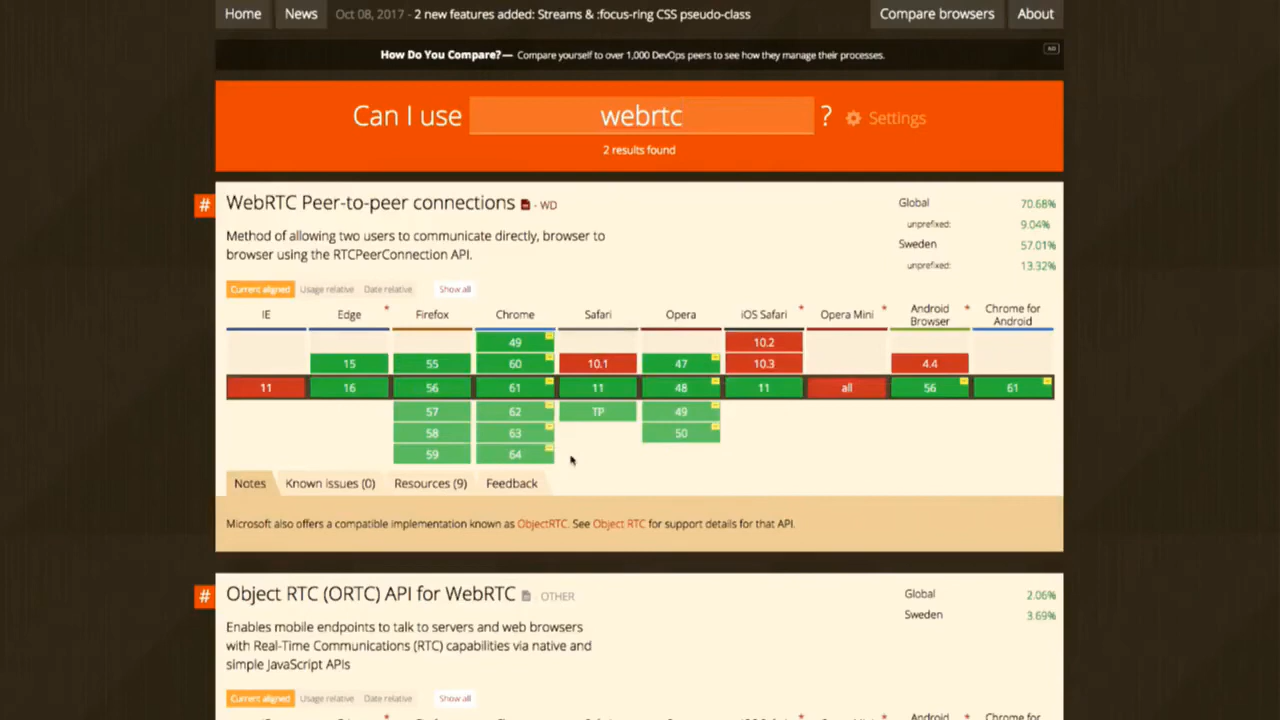 Home News Oct 08, 2017 - 2 new features added: Streams & :focus-ring CSS pseudo-class Compare browsers About
How Do You Compare?— Compare yourself to over 1,000 DevOps peers to see how they manage their processes.
Can I use webrtc ? Settings
2 results found
# WebRTC Peer-to-peer connections - WD
Global 70.68%
unprefixed: 9.04%
Sweden 57.01%
unprefixed: 13.32%
Method of allowing two users to communicate directly, browser to
browser using the RTCPeerConnection API.
Current aligned Usage relative Date relative Show all
IE Edge * Firefox Chrome Safari Opera iOS Safari * Opera Mini * Android Browser * Chrome for Android
49 10.2
15 55 60 10.1 47 10.3 4.4
11 16 56 61 11 48 11 all 56 61
57 62 TP 49
58 63 50
59 64
Notes Known issues (0) Resources (9) Feedback
Microsoft also offers a compatible implementation known as ObjectRTC. See Object RTC for support details for that API.
# Object RTC (ORTC) API for WebRTC OTHER
Global 2.06%
Sweden 3.69%
Enables mobile endpoints to talk to servers and web browsers
with Real-Time Communications (RTC) capabilities via native and
simple JavaScript APIs
Current aligned Usage relative Date relative Show all
Android Chrome for